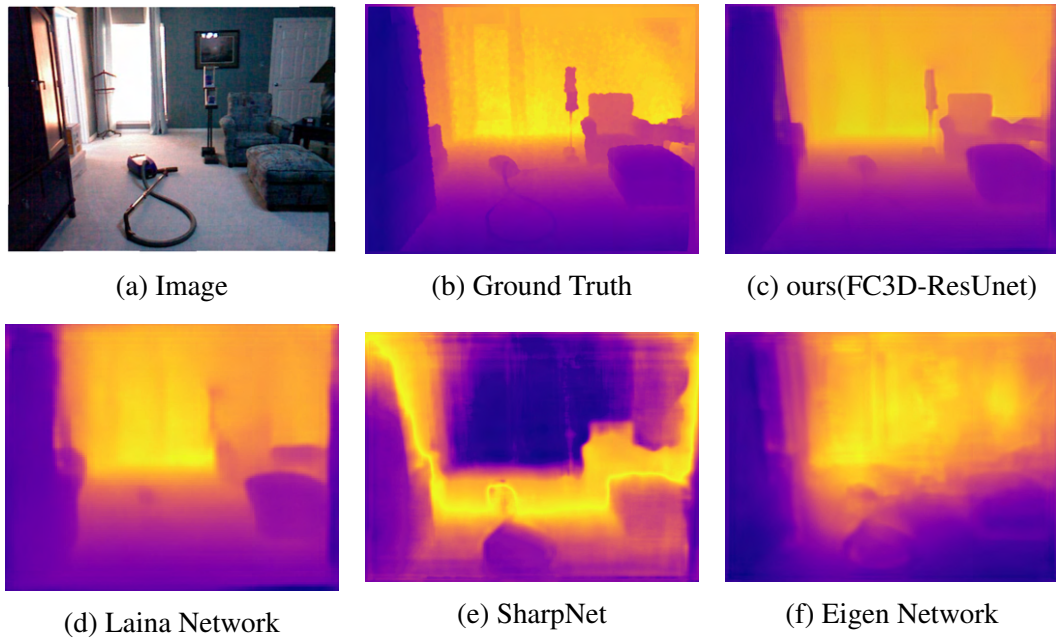 (a) Image
(b) Ground Truth
(c) ours(FC3D-ResUnet)
(d) Laina Network
(e) SharpNet
(f) Eigen Network